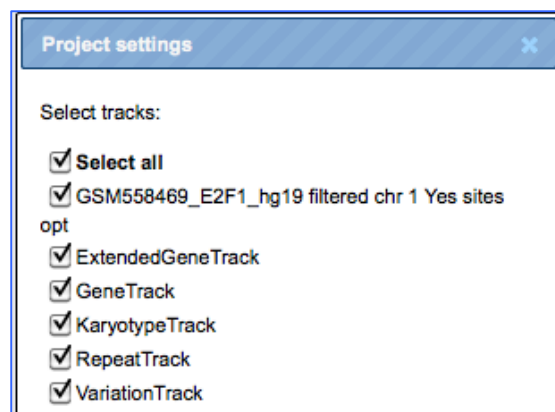 Project settings
Select tracks:
Select all
GSM558469_E2F1_hg19 filtered chr 1 Yes sites
opt
ExtendedGeneTrack
GeneTrack
KaryotypeTrack
RepeatTrack
VariationTrack